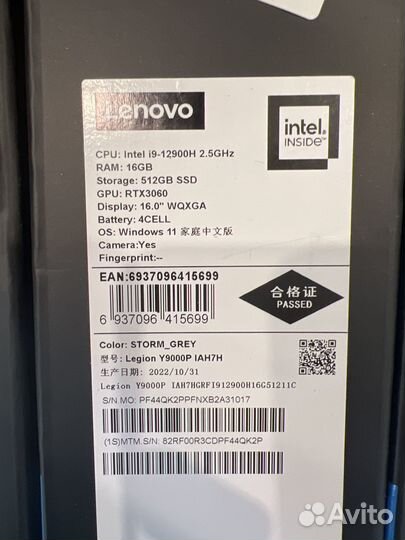 Lenovo
intel
INSIDE™
CPU: Intel i9-12900H 2.5GHz
RAM: 16GB
Storage: 512GB SSD
GPU: RTX3060
Display: 16.0" WQXGA
Battery: 4CELL
OS: Windows 11 家庭中文版
Camera:Yes
Fingerprint:--
EAN:6937096415699
6 937096 415699
合格证
PASSED
Color: STORM_GREY
型号: Legion Y9000P IAH7H
生产日期: 2022/10/31
Legion Y9000P IAH7HGRFI912900H16G51211C
S/N MO: PF44QK2PPFNXB2A31017
(1S)MTM.S/N: 82RF00R3CDPF44QK2P
Avito